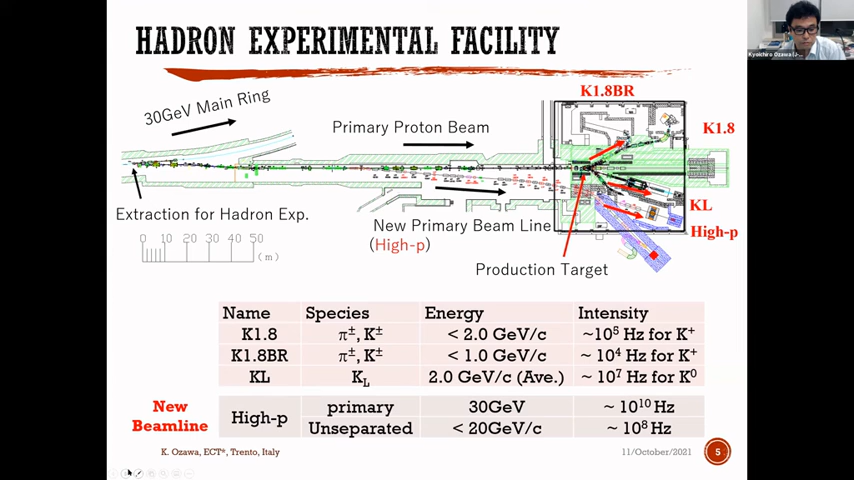 HADRON EXPERIMENTAL FACILITY
30GeV Main Ring
Primary Proton Beam
K1.8BR
K1.8
KL
High-p
Extraction for Hadron Exp.
New Primary Beam Line
(High-p)
Production Target
0 10 20 30 40 50
(m)
Name Species Energy Intensity
K1.8 π±, K± < 2.0 GeV/c ~10⁵ Hz for K⁺
K1.8BR π±, K± < 1.0 GeV/c ~ 10⁴ Hz for K⁺
KL K_L 2.0 GeV/c (Ave.) ~ 10⁷ Hz for K⁰
New
Beamline
High-p primary 30GeV ~ 10¹⁰ Hz
Unseparated < 20GeV/c ~ 10⁸ Hz
K. Ozawa, ECT*, Trento, Italy
11/October/2021
5